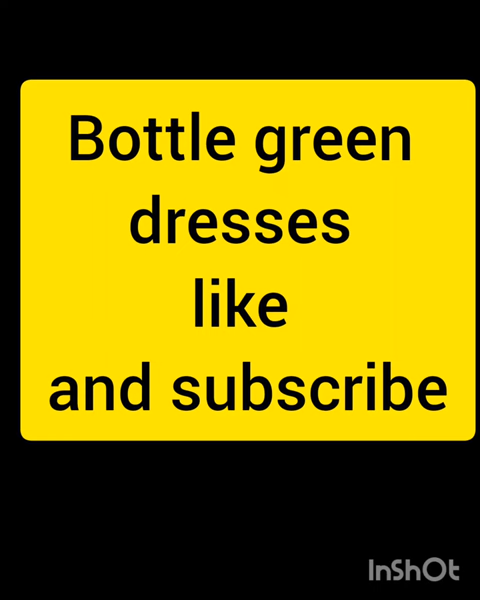 Bottle green
dresses
like
and subscribe
InShOt